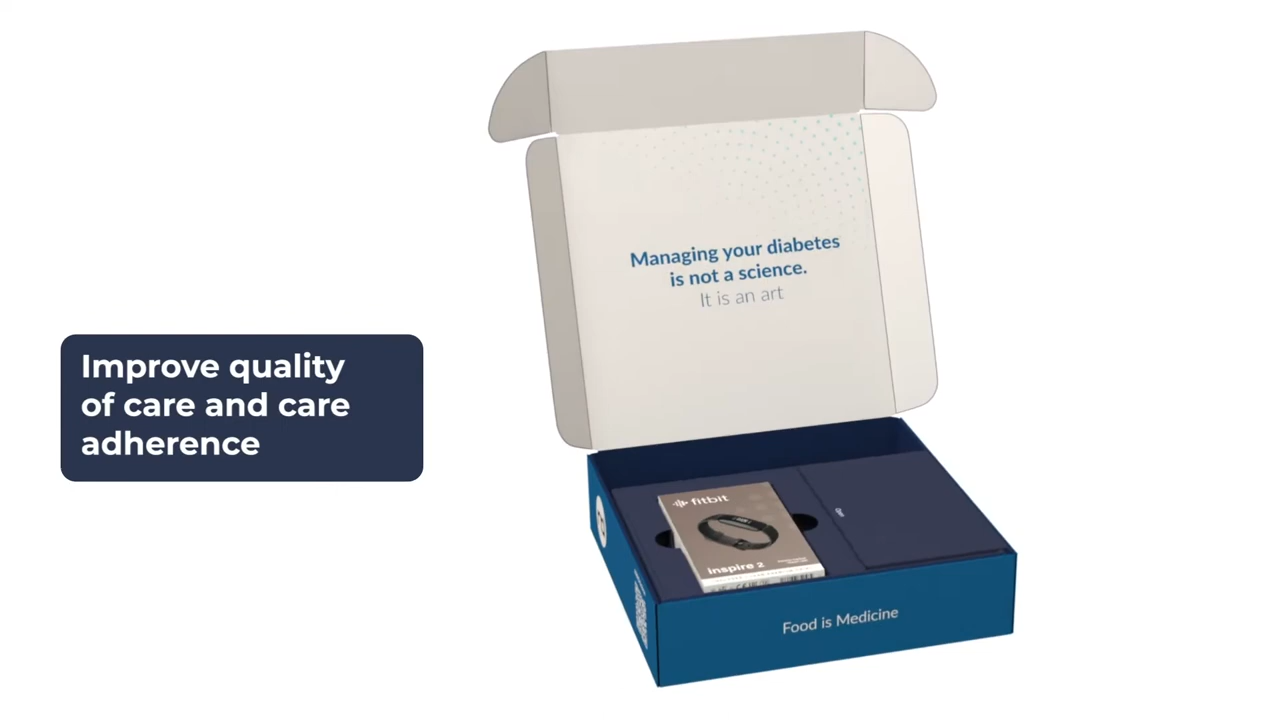 Managing your diabetes
is not a science.
It is an art
Improve quality
of care and care
adherence
fitbit
inspire 2
Food is Medicine